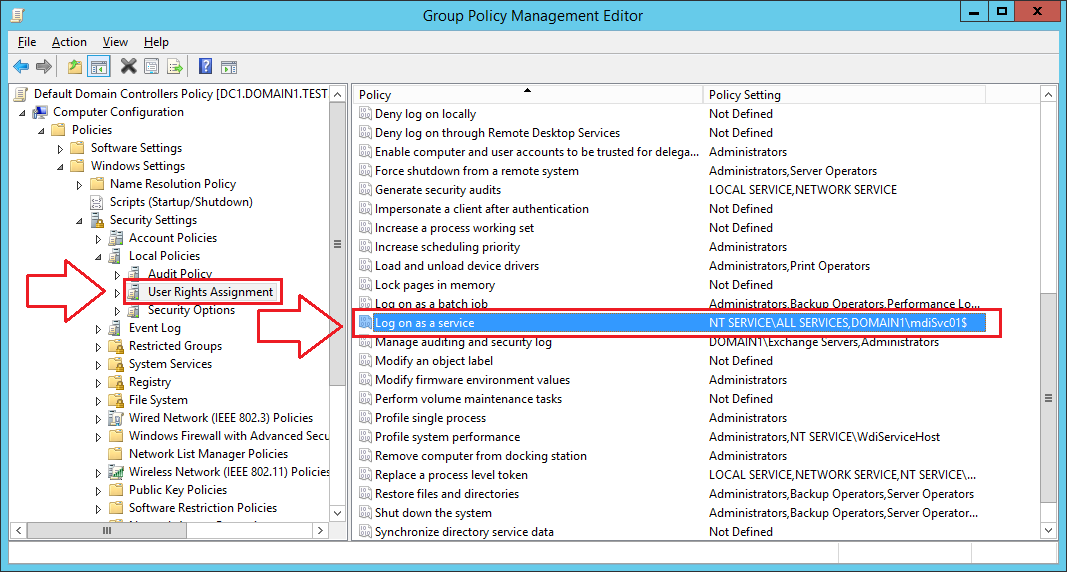 Group Policy Management Editor
File Action View Help
Default Domain Controllers Policy [DC1.DOMAIN1.TEST
Computer Configuration
Policies
Software Settings
Windows Settings
Name Resolution Policy
Scripts (Startup/Shutdown)
Security Settings
Account Policies
Local Policies
Audit Policy
User Rights Assignment
Security Options
Event Log
Restricted Groups
System Services
Registry
File System
Wired Network (IEEE 802.3) Policies
Windows Firewall with Advanced Secu
Network List Manager Policies
Wireless Network (IEEE 802.11) Policies
Public Key Policies
Software Restriction Policies
Policy Policy Setting
Deny log on locally Not Defined
Deny log on through Remote Desktop Services Not Defined
Enable computer and user accounts to be trusted for delega... Administrators
Force shutdown from a remote system Administrators,Server Operators
Generate security audits LOCAL SERVICE,NETWORK SERVICE
Impersonate a client after authentication Not Defined
Increase a process working set Not Defined
Increase scheduling priority Administrators
Load and unload device drivers Administrators,Print Operators
Lock pages in memory Not Defined
Log on as a batch job Administrators,Backup Operators,Performance Lo...
Log on as a service NT SERVICE\ALL SERVICES,DOMAIN1\mdiSvc01$
Manage auditing and security log DOMAIN1\Exchange Servers,Administrators
Modify an object label Not Defined
Modify firmware environment values Administrators
Perform volume maintenance tasks Not Defined
Profile single process Administrators
Profile system performance Administrators,NT SERVICE\WdiServiceHost
Remove computer from docking station Administrators
Replace a process level token LOCAL SERVICE,NETWORK SERVICE,NT SERVICE\...
Restore files and directories Administrators,Backup Operators,Server Operators
Shut down the system Administrators,Backup Operators,Server Operator...
Synchronize directory service data Not Defined